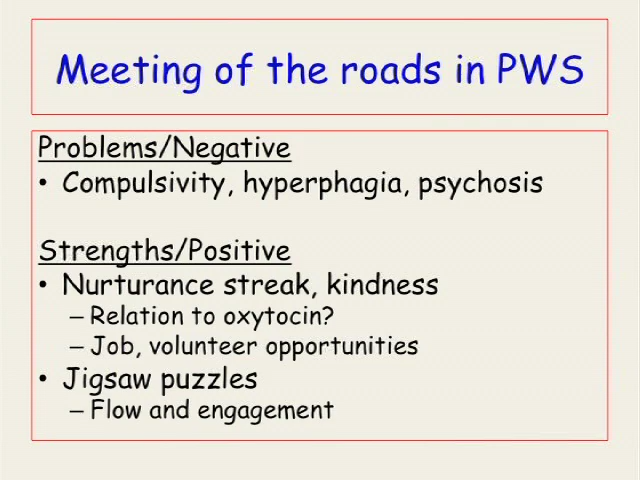 Meeting of the roads in PWS
Problems/Negative
• Compulsivity, hyperphagia, psychosis
Strengths/Positive
• Nurturance streak, kindness
– Relation to oxytocin?
– Job, volunteer opportunities
• Jigsaw puzzles
– Flow and engagement